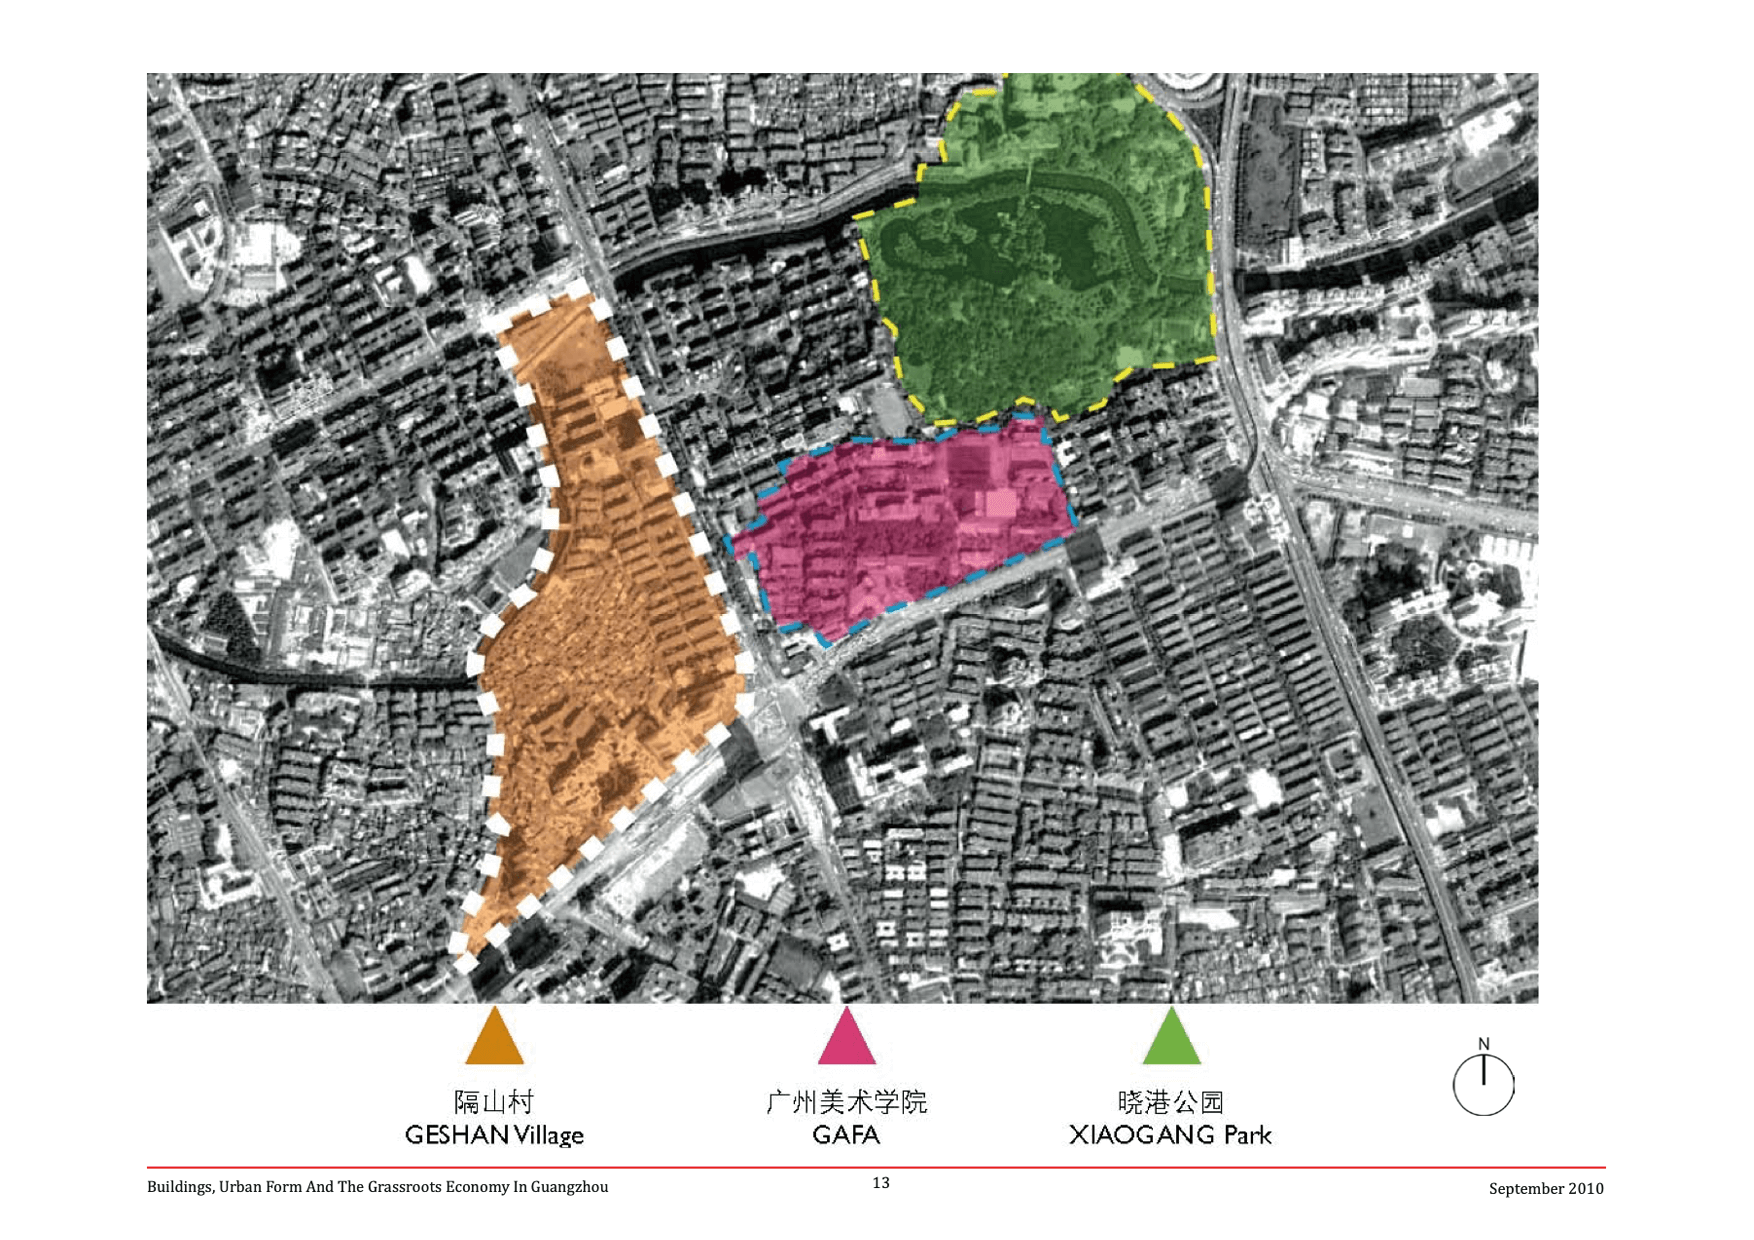 隔山村
GESHAN Village
广州美术学院
GAFA
晓港公园
XIAOGANG Park
N
Buildings, Urban Form And The Grassroots Economy In Guangzhou
13
September 2010